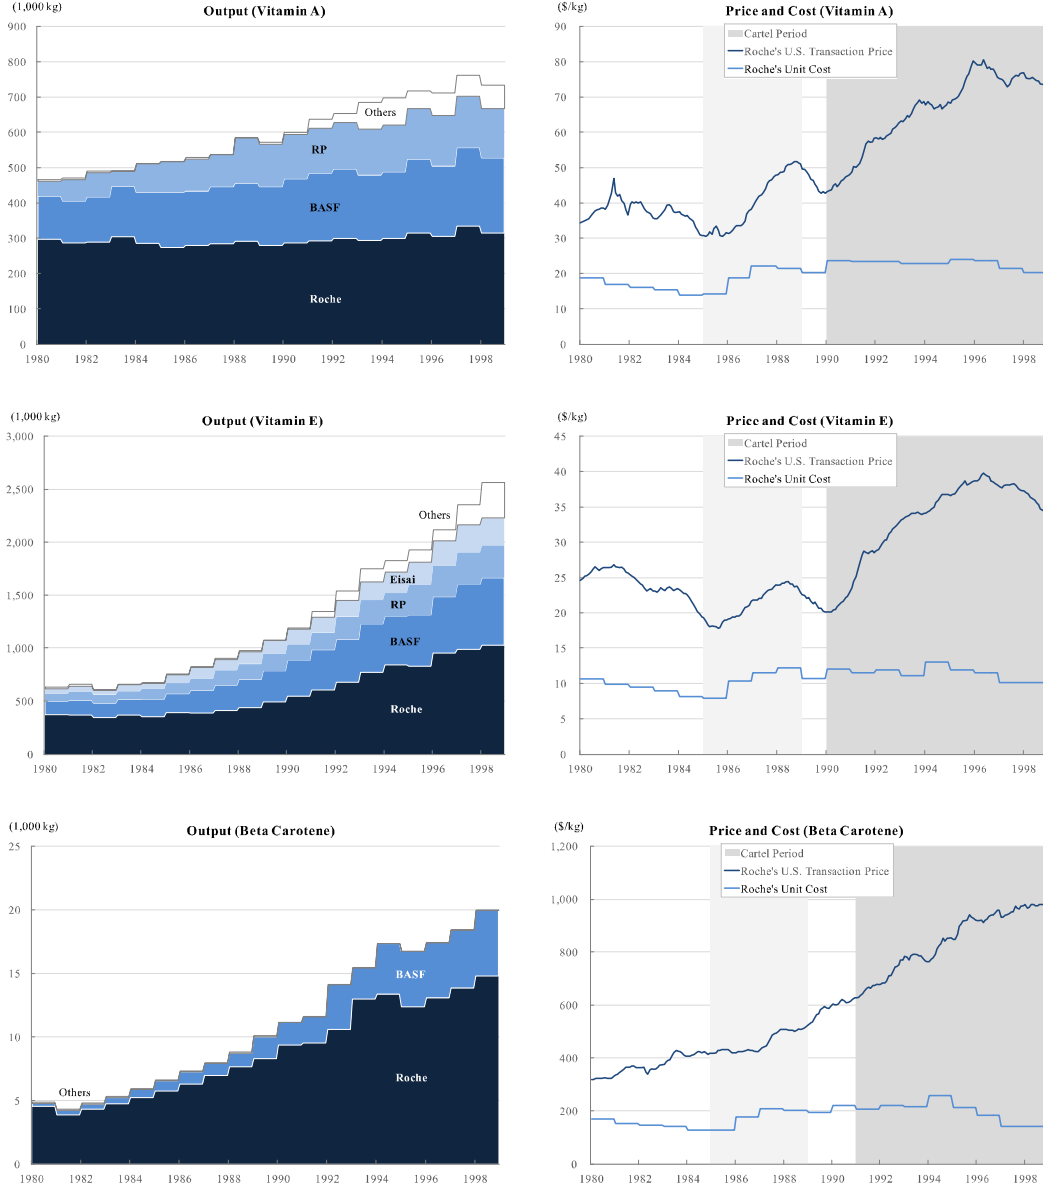 (1,000 kg)
Output (Vitamin A)
900
800
700
600
500
400
300
200
100
0
Others
RP
BASF
Roche
1980 1982 1984 1986 1988 1990 1992 1994 1996 1998
($/kg)
Price and Cost (Vitamin A)
90
80
70
60
50
40
30
20
10
0
Cartel Period
Roche's U.S. Transaction Price
Roche's Unit Cost
1980 1982 1984 1986 1988 1990 1992 1994 1996 1998
(1,000 kg)
Output (Vitamin E)
3,000
2,500
2,000
1,500
1,000
500
0
Others
Eisai
RP
BASF
Roche
1980 1982 1984 1986 1988 1990 1992 1994 1996 1998
($/kg)
Price and Cost (Vitamin E)
45
40
35
30
25
20
15
10
5
0
Cartel Period
Roche's U.S. Transaction Price
Roche's Unit Cost
1980 1982 1984 1986 1988 1990 1992 1994 1996 1998
(1,000 kg)
Output (Beta Carotene)
25
20
15
10
5
0
BASF
Roche
Others
1980 1982 1984 1986 1988 1990 1992 1994 1996 1998
($/kg)
Price and Cost (Beta Carotene)
1,200
1,000
800
600
400
200
0
Cartel Period
Roche's U.S. Transaction Price
Roche's Unit Cost
1980 1982 1984 1986 1988 1990 1992 1994 1996 1998